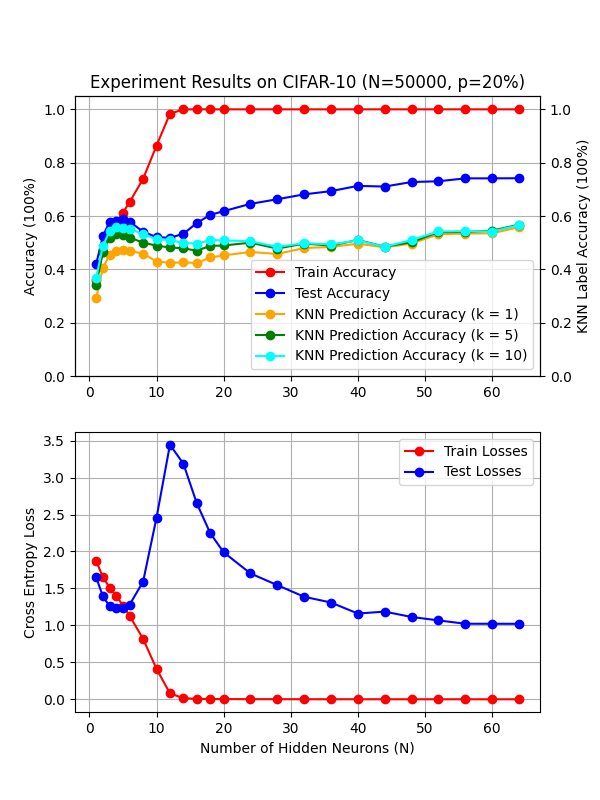 Experiment Results on CIFAR-10 (N=50000, p=20%)
1.0
0.8
0.6
0.4
0.2
0.0
Accuracy (100%)
1.0
0.8
0.6
0.4
0.2
0.0
KNN Label Accuracy (100%)
Train Accuracy
Test Accuracy
KNN Prediction Accuracy (k = 1)
KNN Prediction Accuracy (k = 5)
KNN Prediction Accuracy (k = 10)
0 10 20 30 40 50 60
3.5
3.0
2.5
2.0
1.5
1.0
0.5
0.0
Cross Entropy Loss
Train Losses
Test Losses
0 10 20 30 40 50 60
Number of Hidden Neurons (N)